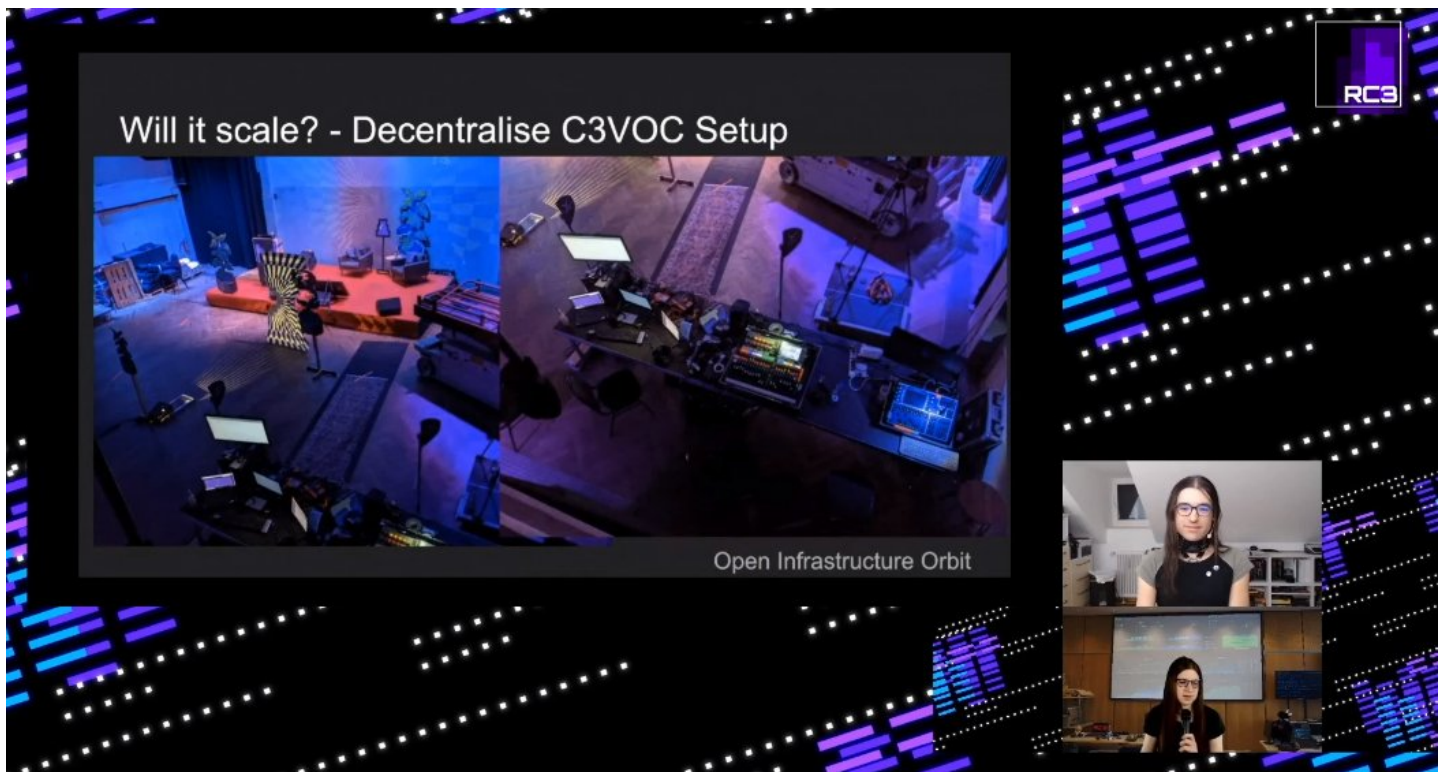 RC3
Will it scale? - Decentralise C3VOC Setup
Open Infrastructure Orbit